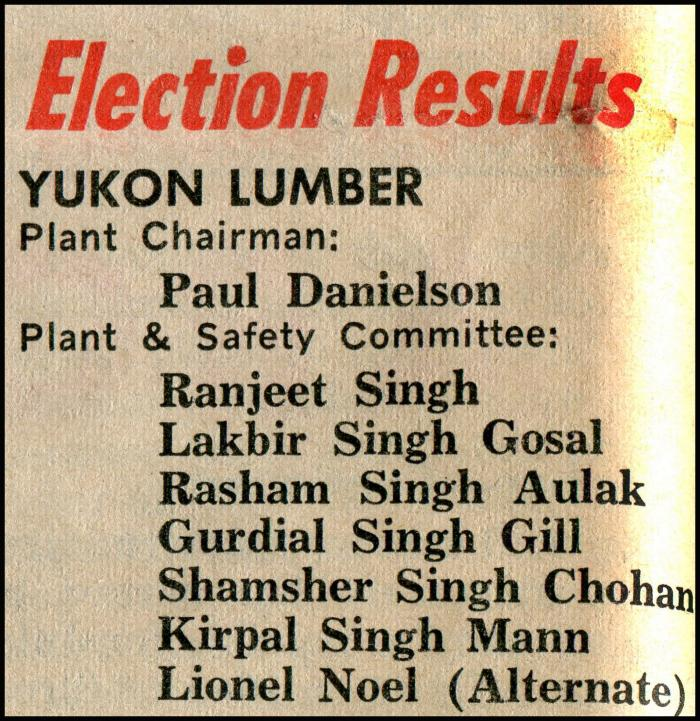 Election Results
YUKON LUMBER
Plant Chairman:
Paul Danielson
Plant & Safety Committee:
Ranjeet Singh
Lakbir Singh Gosal
Rasham Singh Aulak
Gurdial Singh Gill
Shamsher Singh Chohan
Kirpal Singh Mann
Lionel Noel (Alternate)